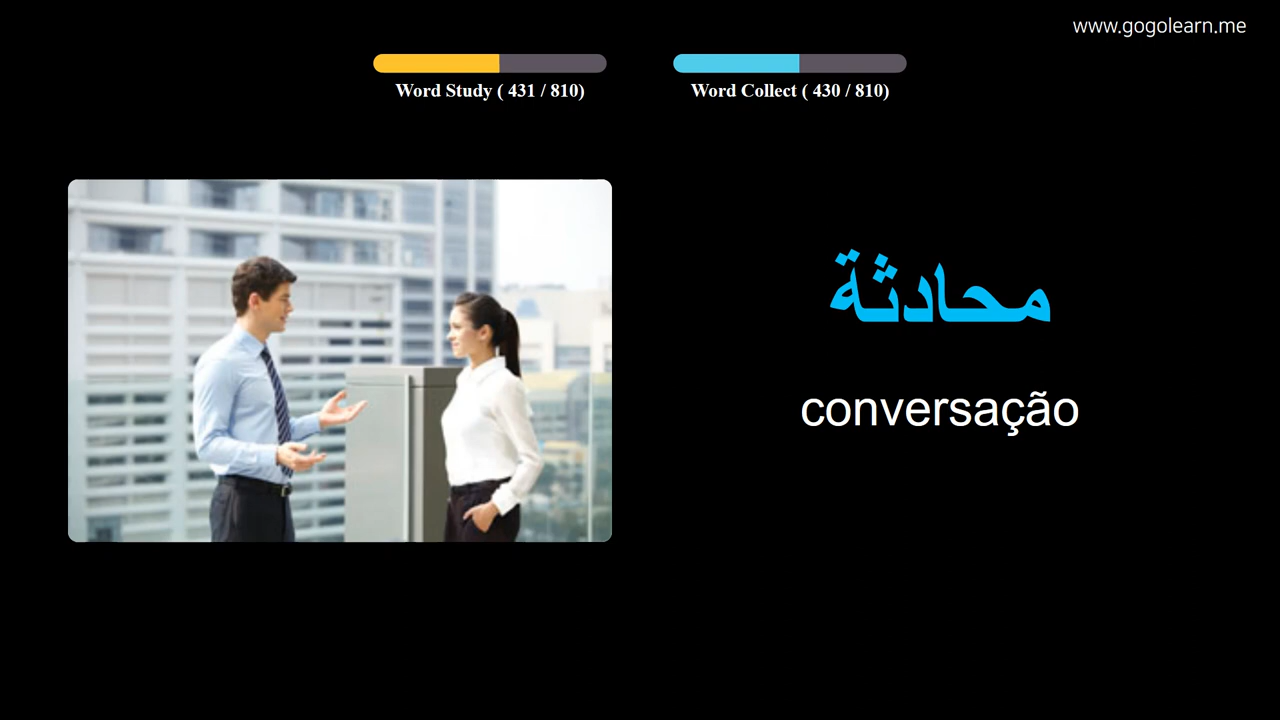 www.gogolearn.me
Word Study ( 431 / 810)
Word Collect ( 430 / 810)
محادثة
conversação